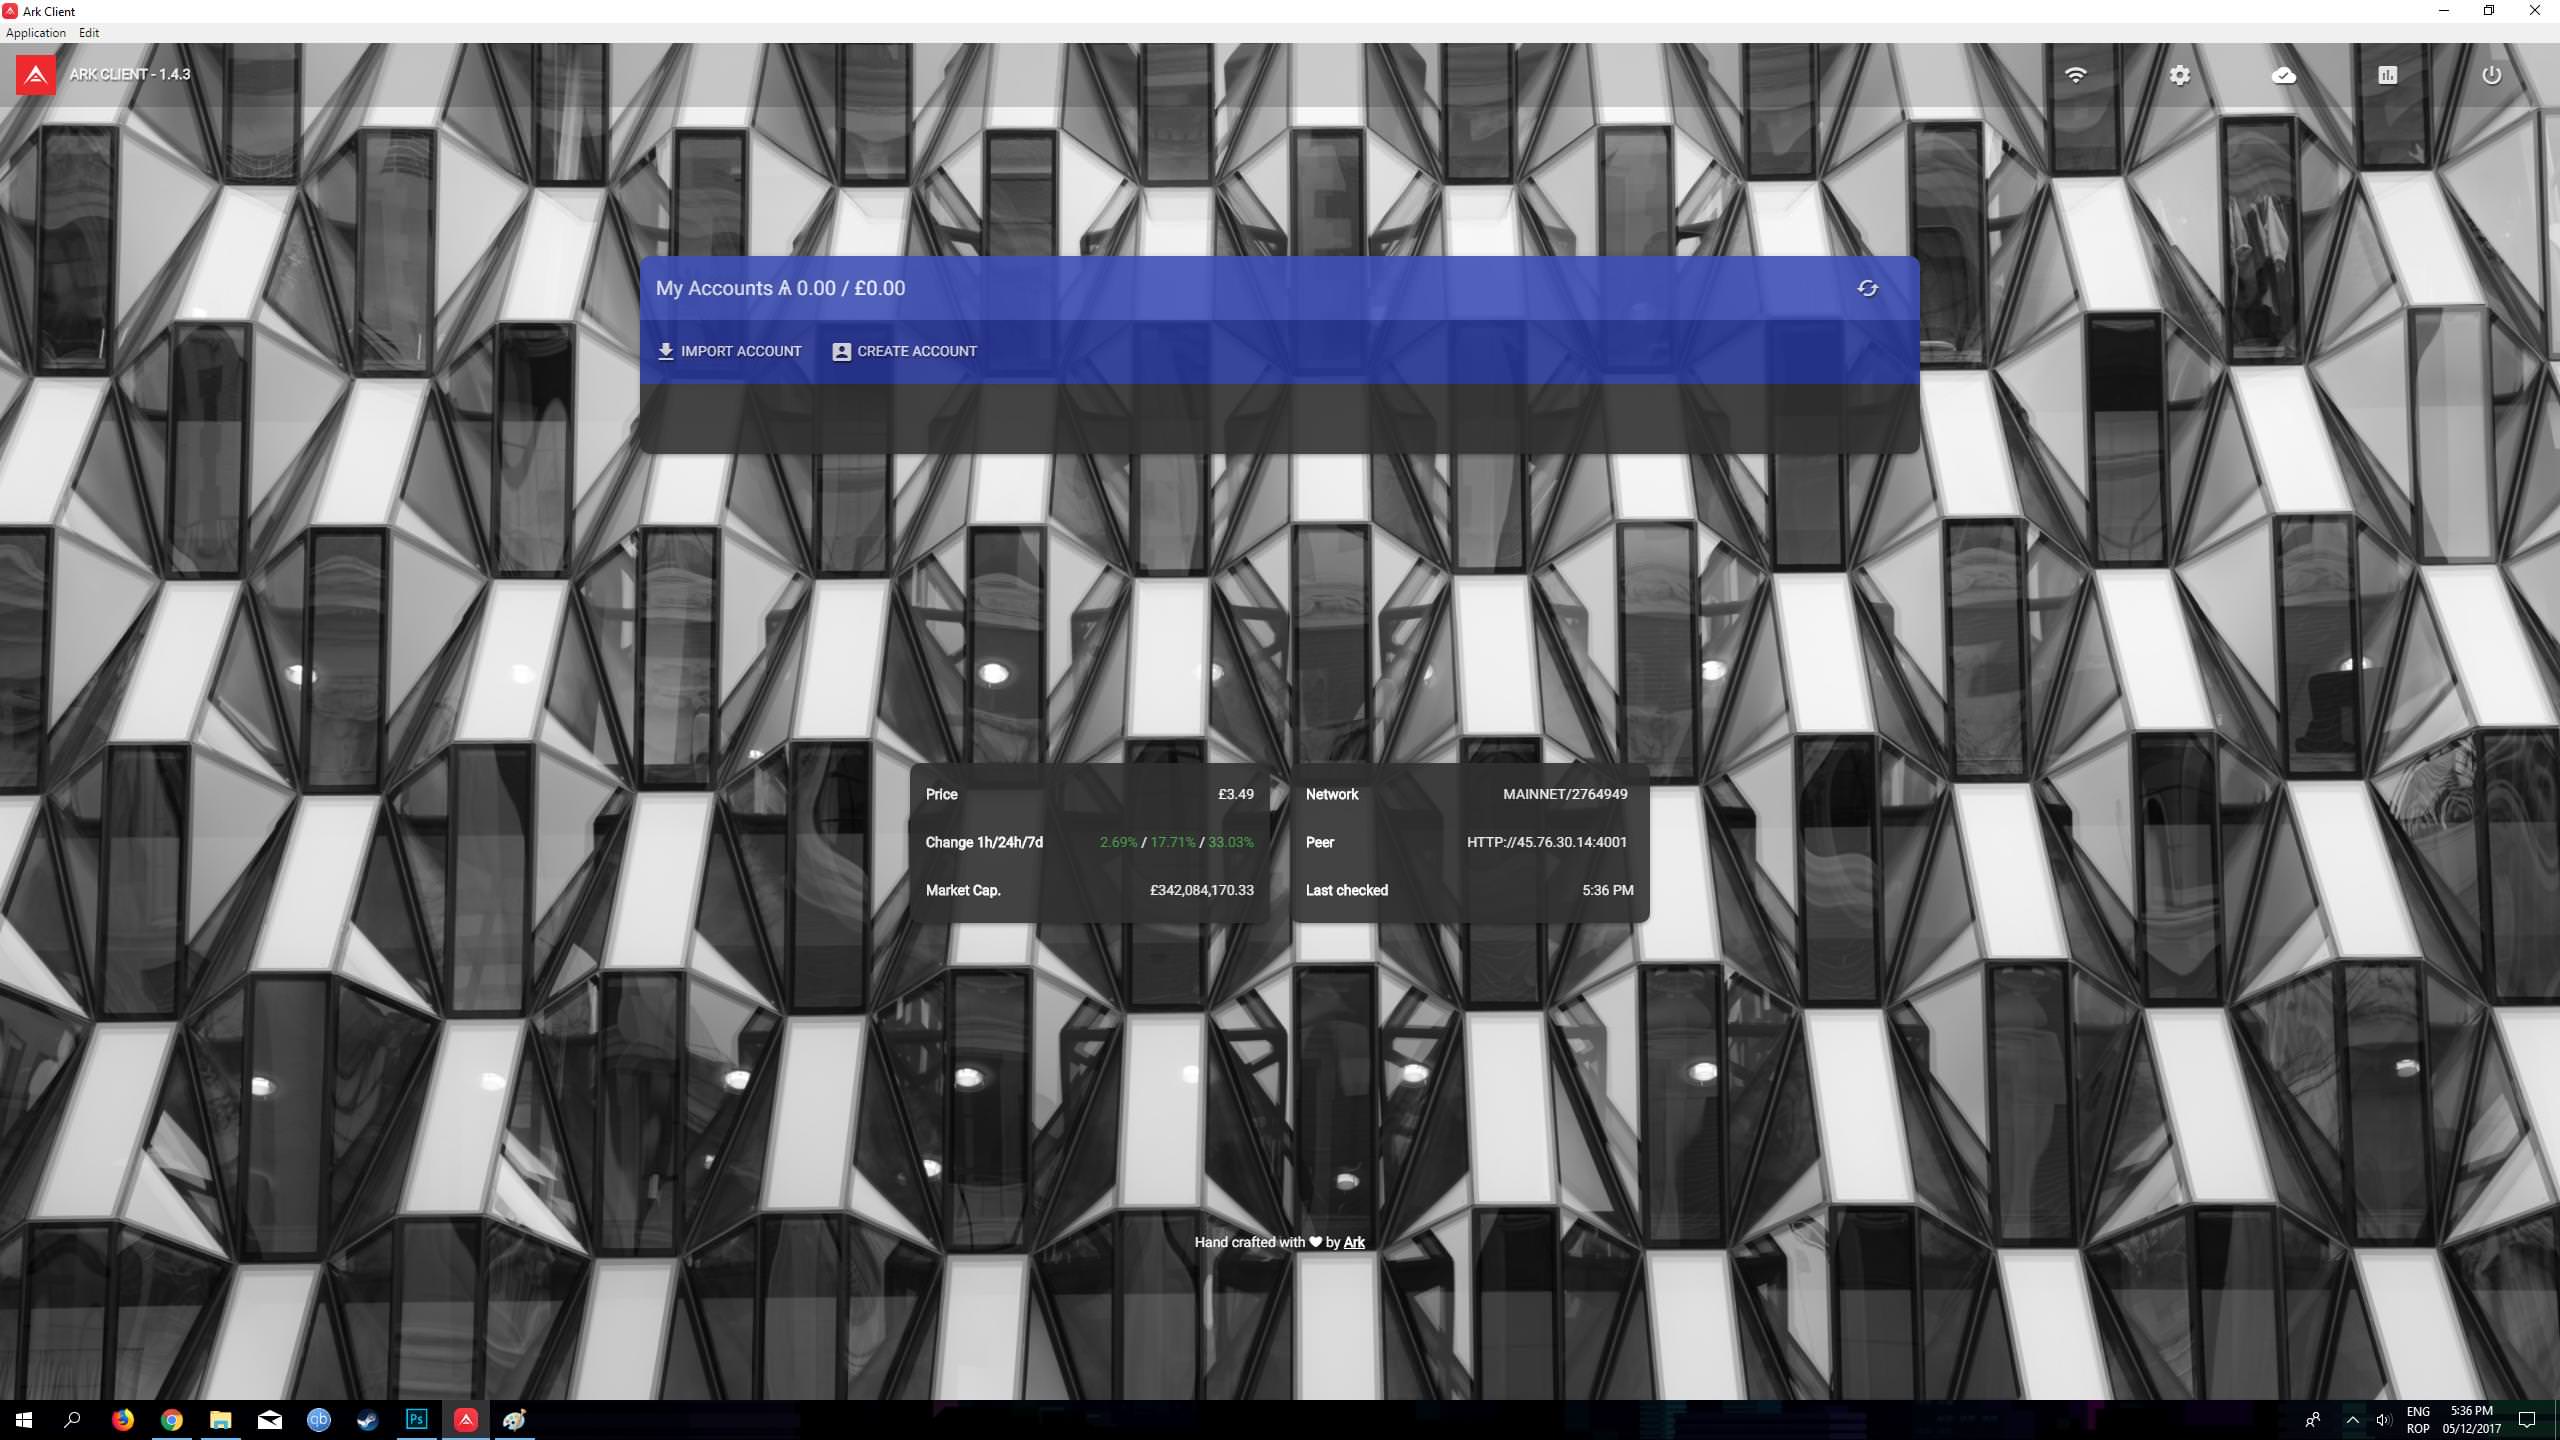 Ark Client
Application Edit
ARK CLIENT - 1.4.3
My Accounts Ѧ 0.00 / £0.00
IMPORT ACCOUNT CREATE ACCOUNT
Price £3.49
Change 1h/24h/7d 2.69% / 17.71% / 33.03%
Market Cap. £342,084,170.33
Network MAINNET/2764949
Peer HTTP://45.76.30.14:4001
Last checked 5:36 PM
Hand crafted with ♥ by Ark
qb
Ps
ENG
ROP
5:36 PM
05/12/2017